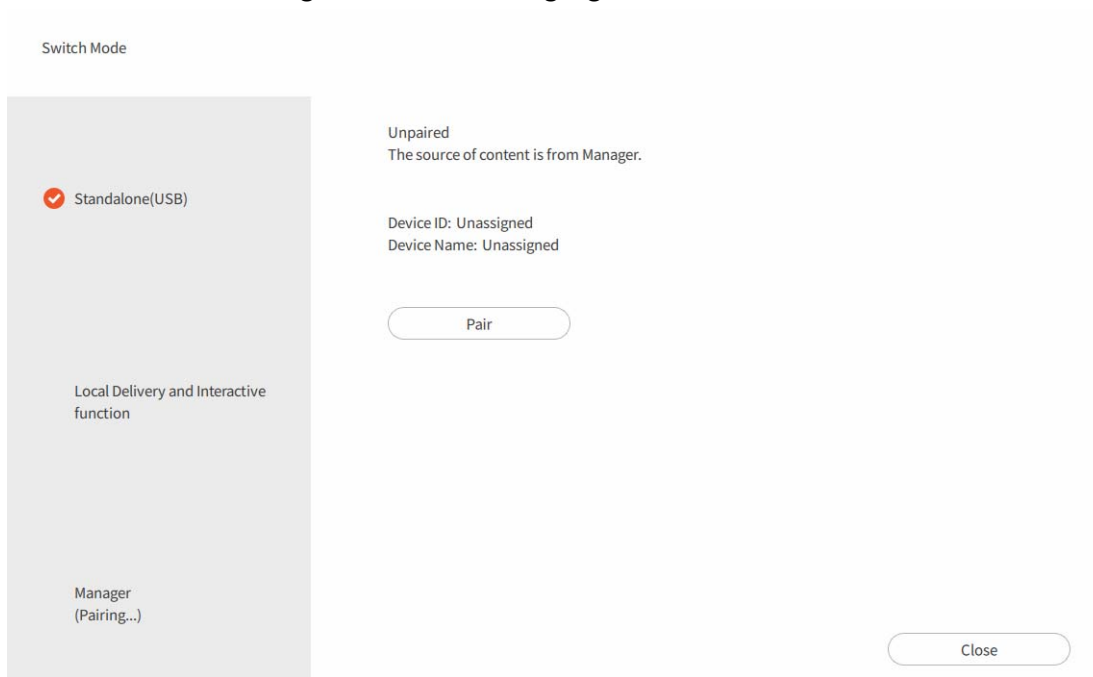 Switch Mode
Standalone(USB)
Local Delivery and Interactive
function
Manager
(Pairing...)
Unpaired
The source of content is from Manager.
Device ID: Unassigned
Device Name: Unassigned
Pair
Close